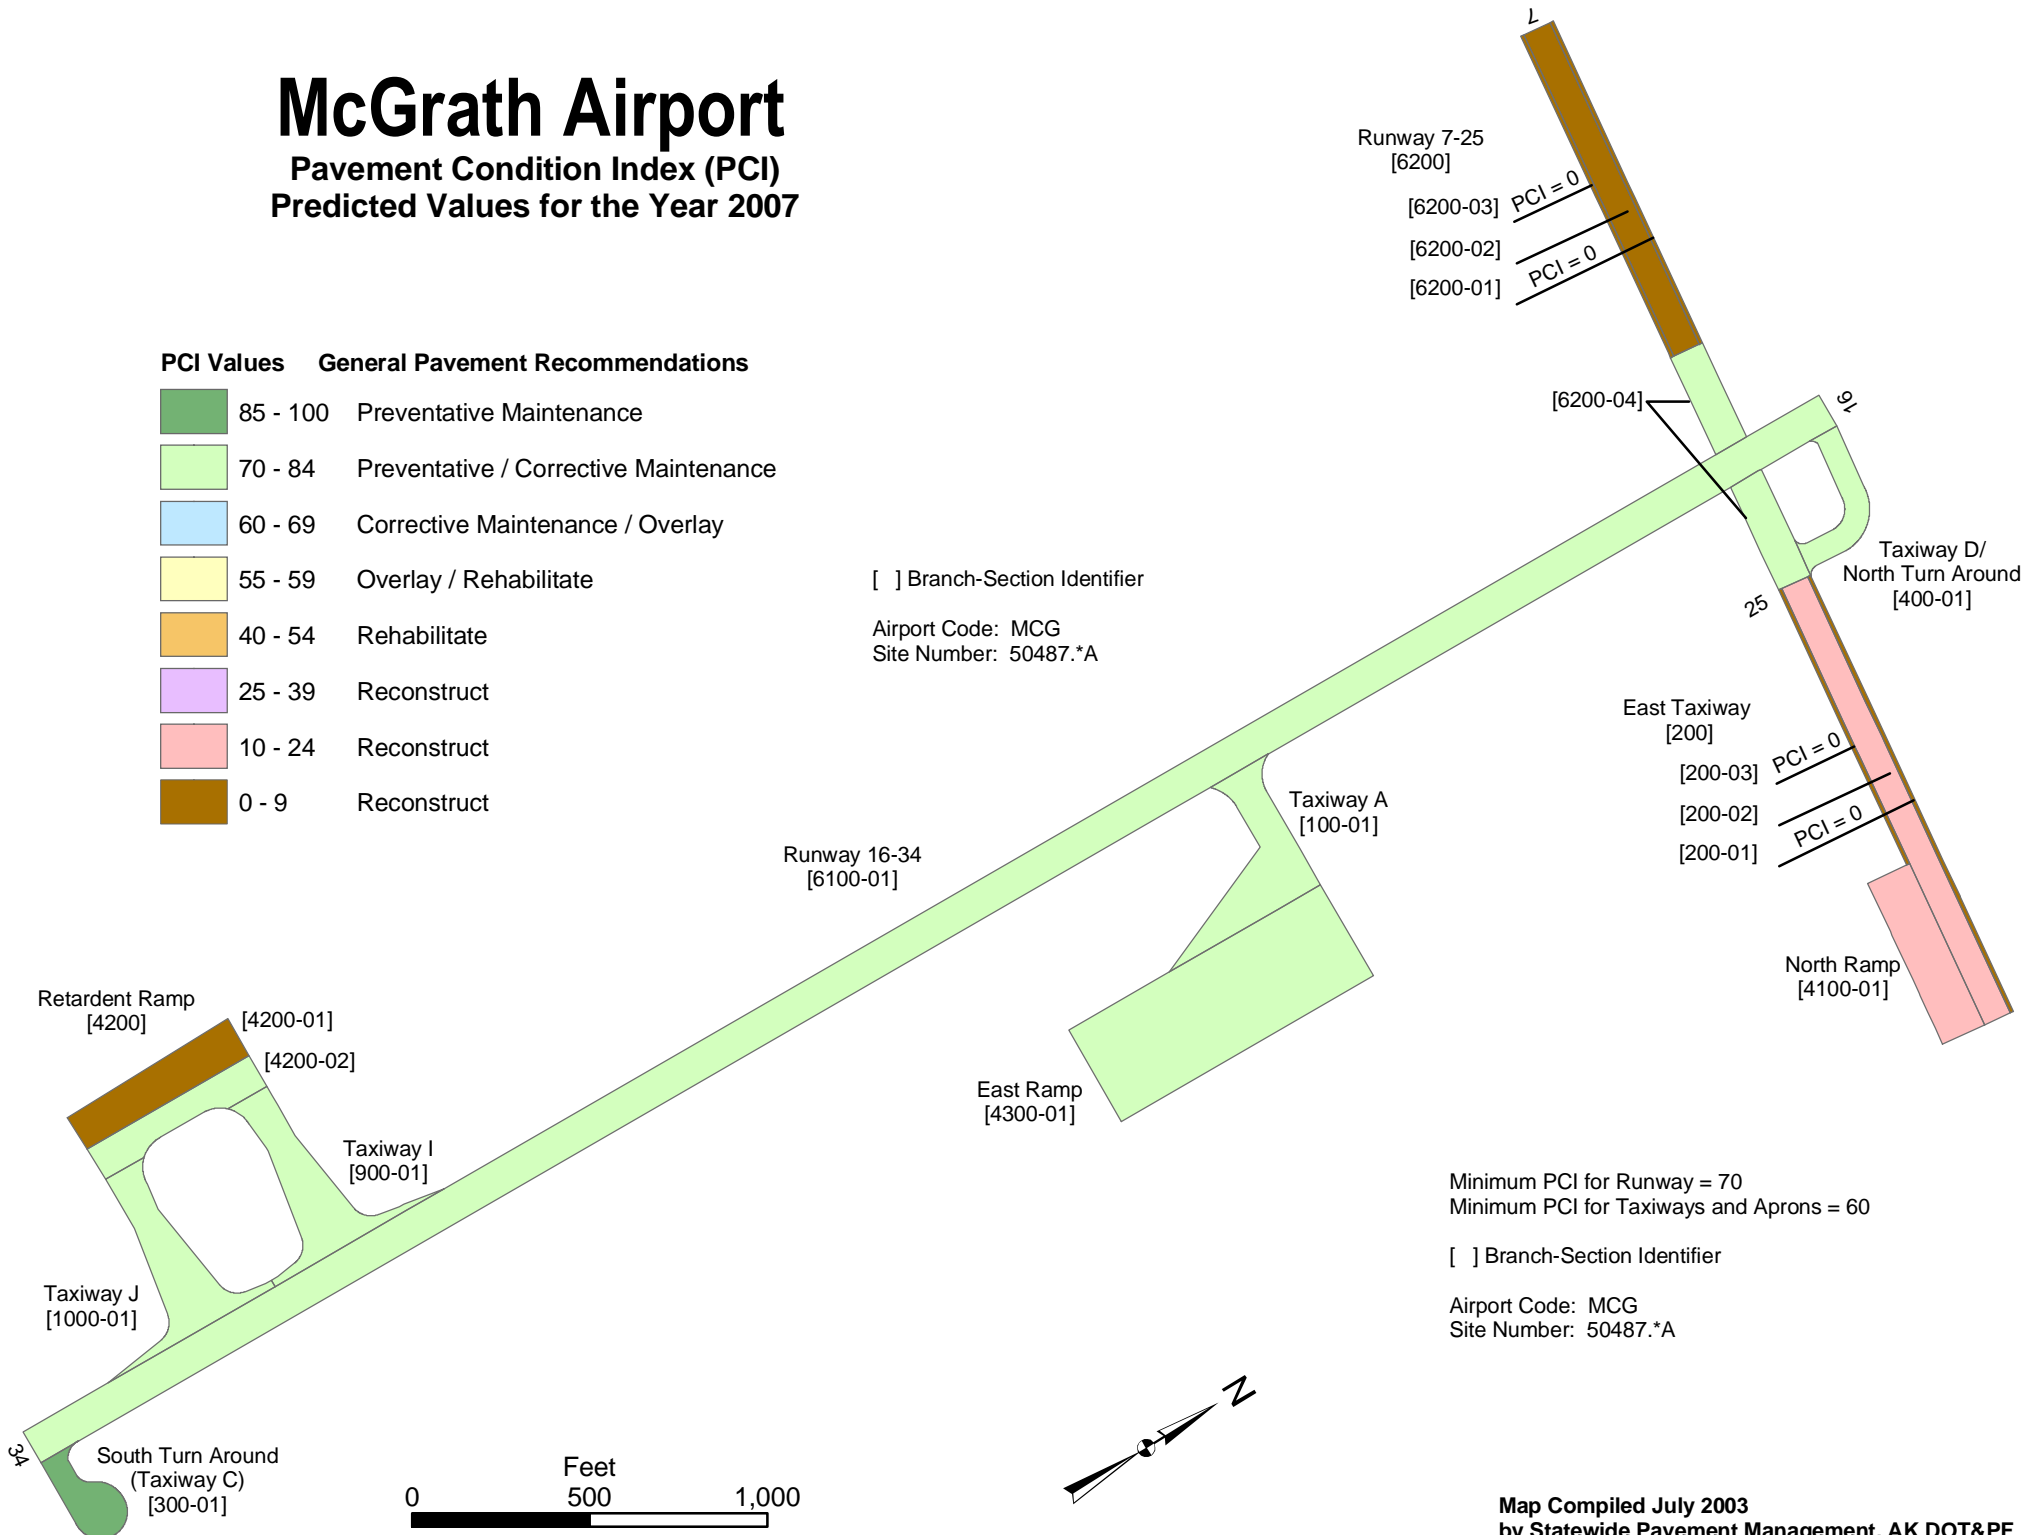 McGrath Airport
Pavement Condition Index (PCI)
Predicted Values for the Year 2007
PCI Values General Pavement Recommendations
85 - 100 Preventative Maintenance
70 - 84 Preventative / Corrective Maintenance
60 - 69 Corrective Maintenance / Overlay
55 - 59 Overlay / Rehabilitate
40 - 54 Rehabilitate
25 - 39 Reconstruct
10 - 24 Reconstruct
0 - 9 Reconstruct
[ ] Branch-Section Identifier
Airport Code: MCG
Site Number: 50487.*A
7
Runway 7-25
[6200]
[6200-03] PCI = 0
[6200-02]
[6200-01] PCI = 0
[6200-04]
16
Taxiway D/
North Turn Around
[400-01]
25
East Taxiway
[200]
[200-03] PCI = 0
[200-02]
[200-01] PCI = 0
North Ramp
[4100-01]
Taxiway A
[100-01]
Runway 16-34
[6100-01]
East Ramp
[4300-01]
Retardent Ramp
[4200]
[4200-01]
[4200-02]
Taxiway I
[900-01]
Taxiway J
[1000-01]
34
South Turn Around
(Taxiway C)
[300-01]
Feet
0 500 1,000
N
Minimum PCI for Runway = 70
Minimum PCI for Taxiways and Aprons = 60
[ ] Branch-Section Identifier
Airport Code: MCG
Site Number: 50487.*A
Map Compiled July 2003
by Statewide Pavement Management, AK DOT&PF